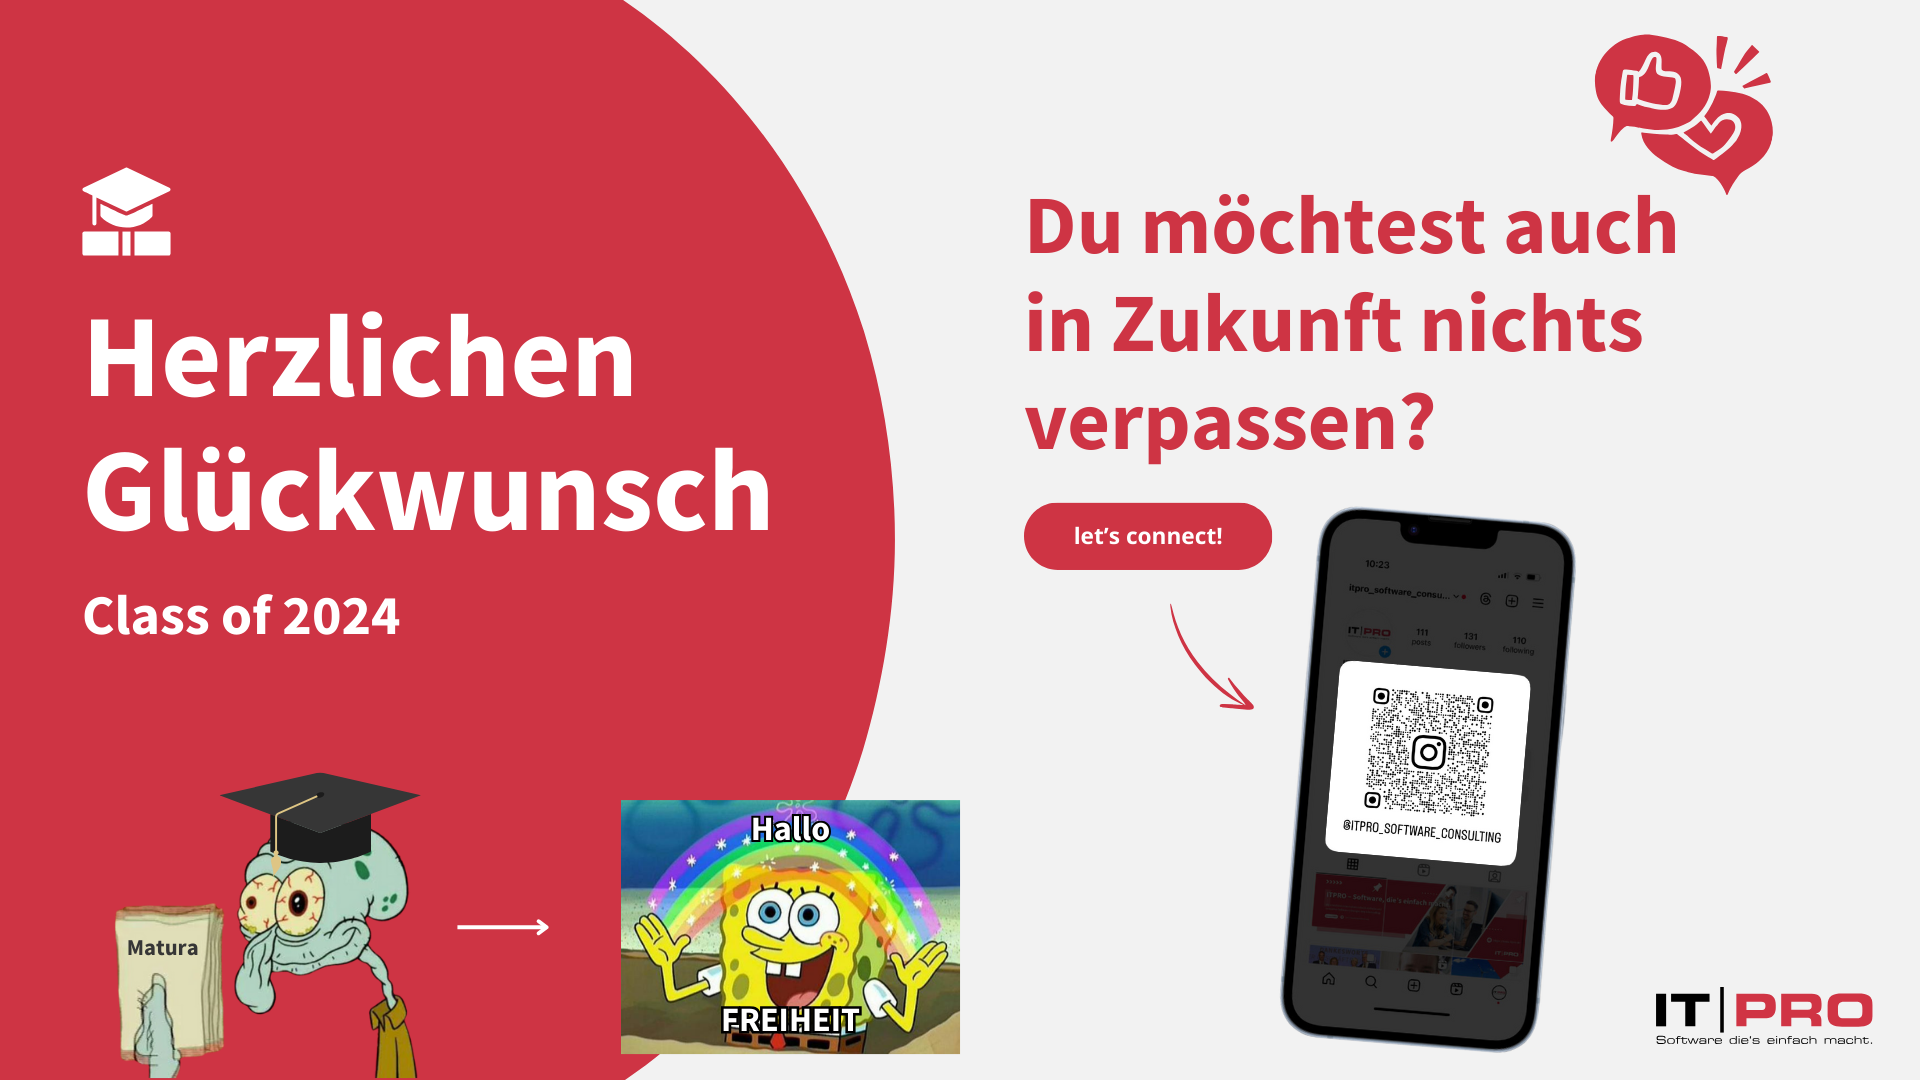 Herzlichen
Glückwunsch
Class of 2024
Matura
Hallo
FREIHEIT
Du möchtest auch
in Zukunft nichts
verpassen?
let's connect!
10:23
itpro_software_consu...
IT|PRO
111
posts
131
followers
110
following
@ITPRO_SOFTWARE_CONSULTING
IT|PRO
Software die's einfach macht.